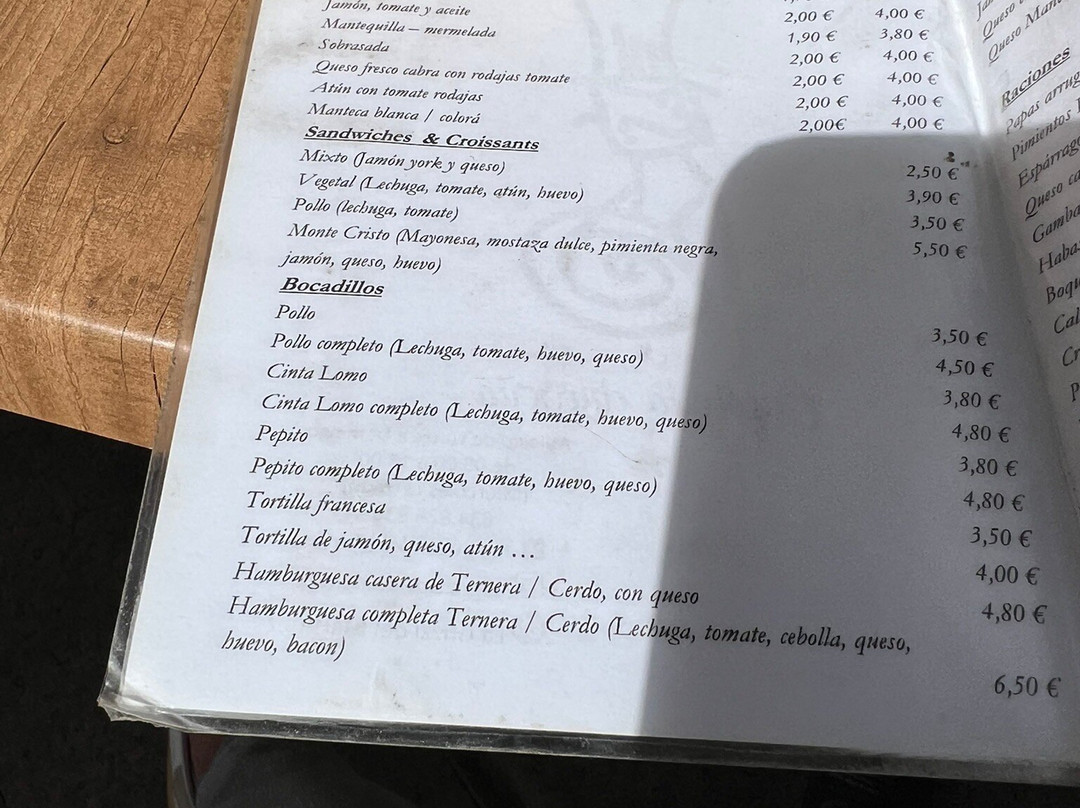 Jamón, tomate y aceite 2,00 € 4,00 €
Mantequilla – mermelada 1,90 € 3,80 €
Sobrasada 2,00 € 4,00 €
Queso fresco cabra con rodajas tomate 2,00 € 4,00 €
Atún con tomate rodajas 2,00 € 4,00 €
Manteca blanca / colorá 2,00€ 4,00 €
Sandwiches & Croissants
Mixto (Jamón york y queso) 2,50 €
Vegetal (Lechuga, tomate, atún, huevo) 3,90 €
Pollo (lechuga, tomate) 3,50 €
Monte Cristo (Mayonesa, mostaza dulce, pimienta negra, 5,50 €
jamón, queso, huevo)
Bocadillos
Pollo 3,50 €
Pollo completo (Lechuga, tomate, huevo, queso) 4,50 €
Cinta Lomo 3,80 €
Cinta Lomo completo (Lechuga, tomate, huevo, queso) 4,80 €
Pepito 3,80 €
Pepito completo (Lechuga, tomate, huevo, queso) 4,80 €
Tortilla francesa 3,50 €
Tortilla de jamón, queso, atún … 4,00 €
Hamburguesa casera de Ternera / Cerdo, con queso 4,80 €
Hamburguesa completa Ternera / Cerdo (Lechuga, tomate, cebolla, queso,
huevo, bacon) 6,50 €
Queso
Queso
Raciones
Papas
Pimientos
Queso